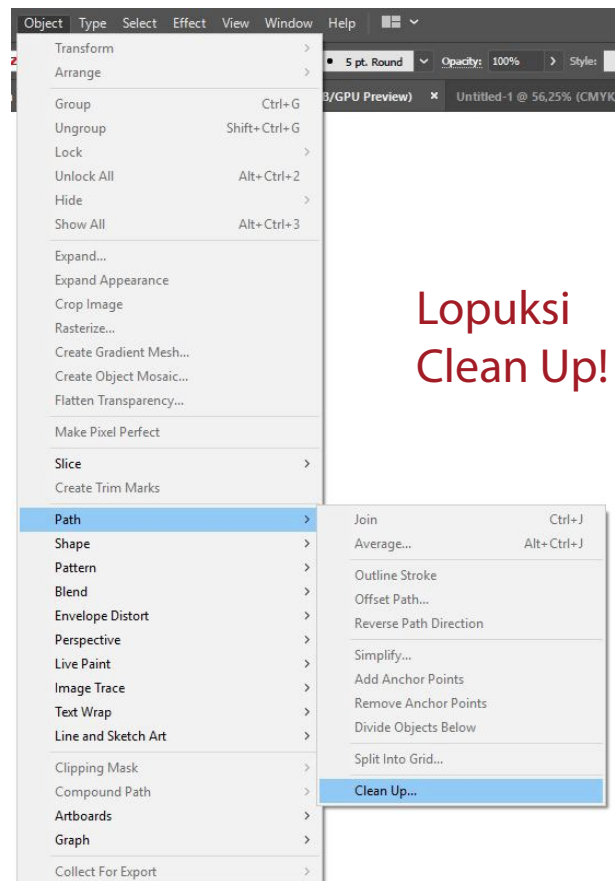 Object Type Select Effect View Window Help
5 pt. Round Opacity: 100% Style:
B/GPU Preview) × Untitled-1 @ 56,25% (CMYK
Transform
Arrange
Group Ctrl+G
Ungroup Shift+Ctrl+G
Lock
Unlock All Alt+Ctrl+2
Hide
Show All Alt+Ctrl+3
Expand...
Expand Appearance
Crop Image
Rasterize...
Create Gradient Mesh...
Create Object Mosaic...
Flatten Transparency...
Make Pixel Perfect
Slice
Create Trim Marks
Path
Shape
Pattern
Blend
Envelope Distort
Perspective
Live Paint
Image Trace
Text Wrap
Line and Sketch Art
Clipping Mask
Compound Path
Artboards
Graph
Collect For Export
Lopuksi
Clean Up!
Join Ctrl+J
Average... Alt+Ctrl+J
Outline Stroke
Offset Path...
Reverse Path Direction
Simplify...
Add Anchor Points
Remove Anchor Points
Divide Objects Below
Split Into Grid...
Clean Up...